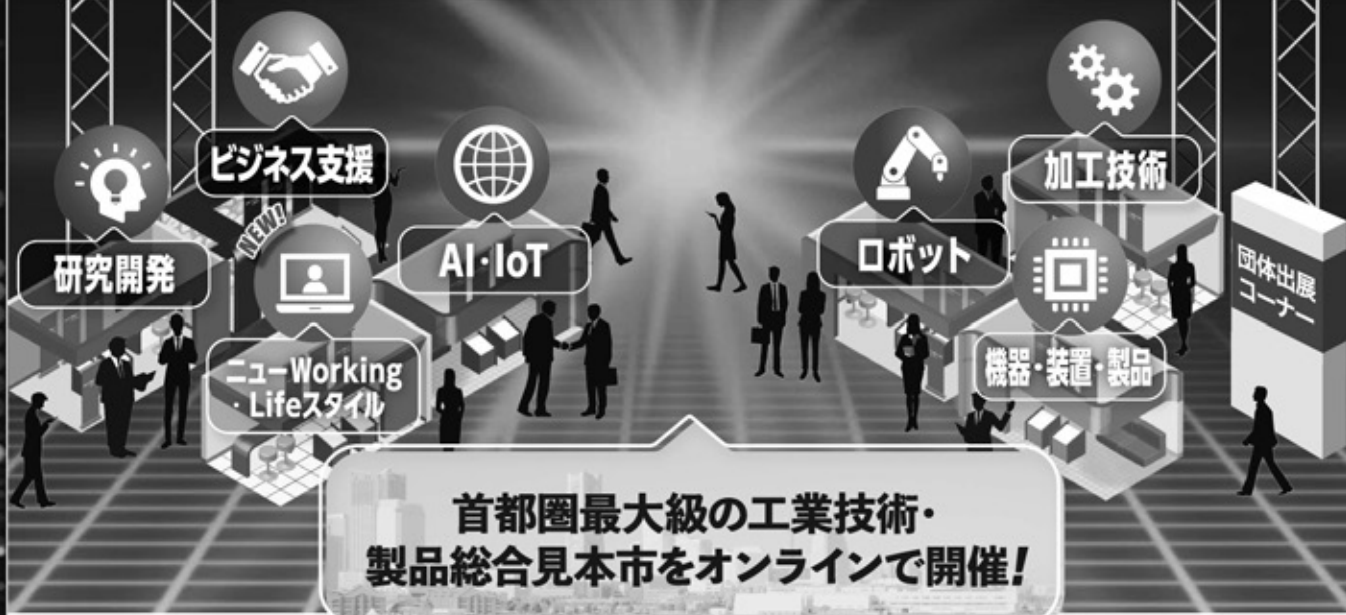 ビジネス支援
加工技術
研究開発
NEW!
AI・IoT
ロボット
団体出展
コーナー
ニューWorking
・Lifeスタイル
機器・装置・製品
首都圏最大級の工業技術・
製品総合見本市をオンラインで開催!